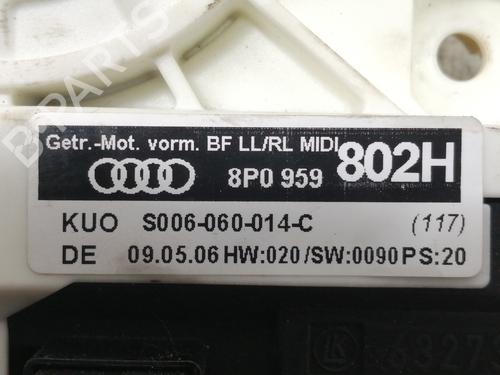 Getr.-Mot. vorm. BF LL/RL MIDI
8P0 959 802H
KUO S006-060-014-C (117)
DE 09.05.06 HW:020/SW:0090 PS:20